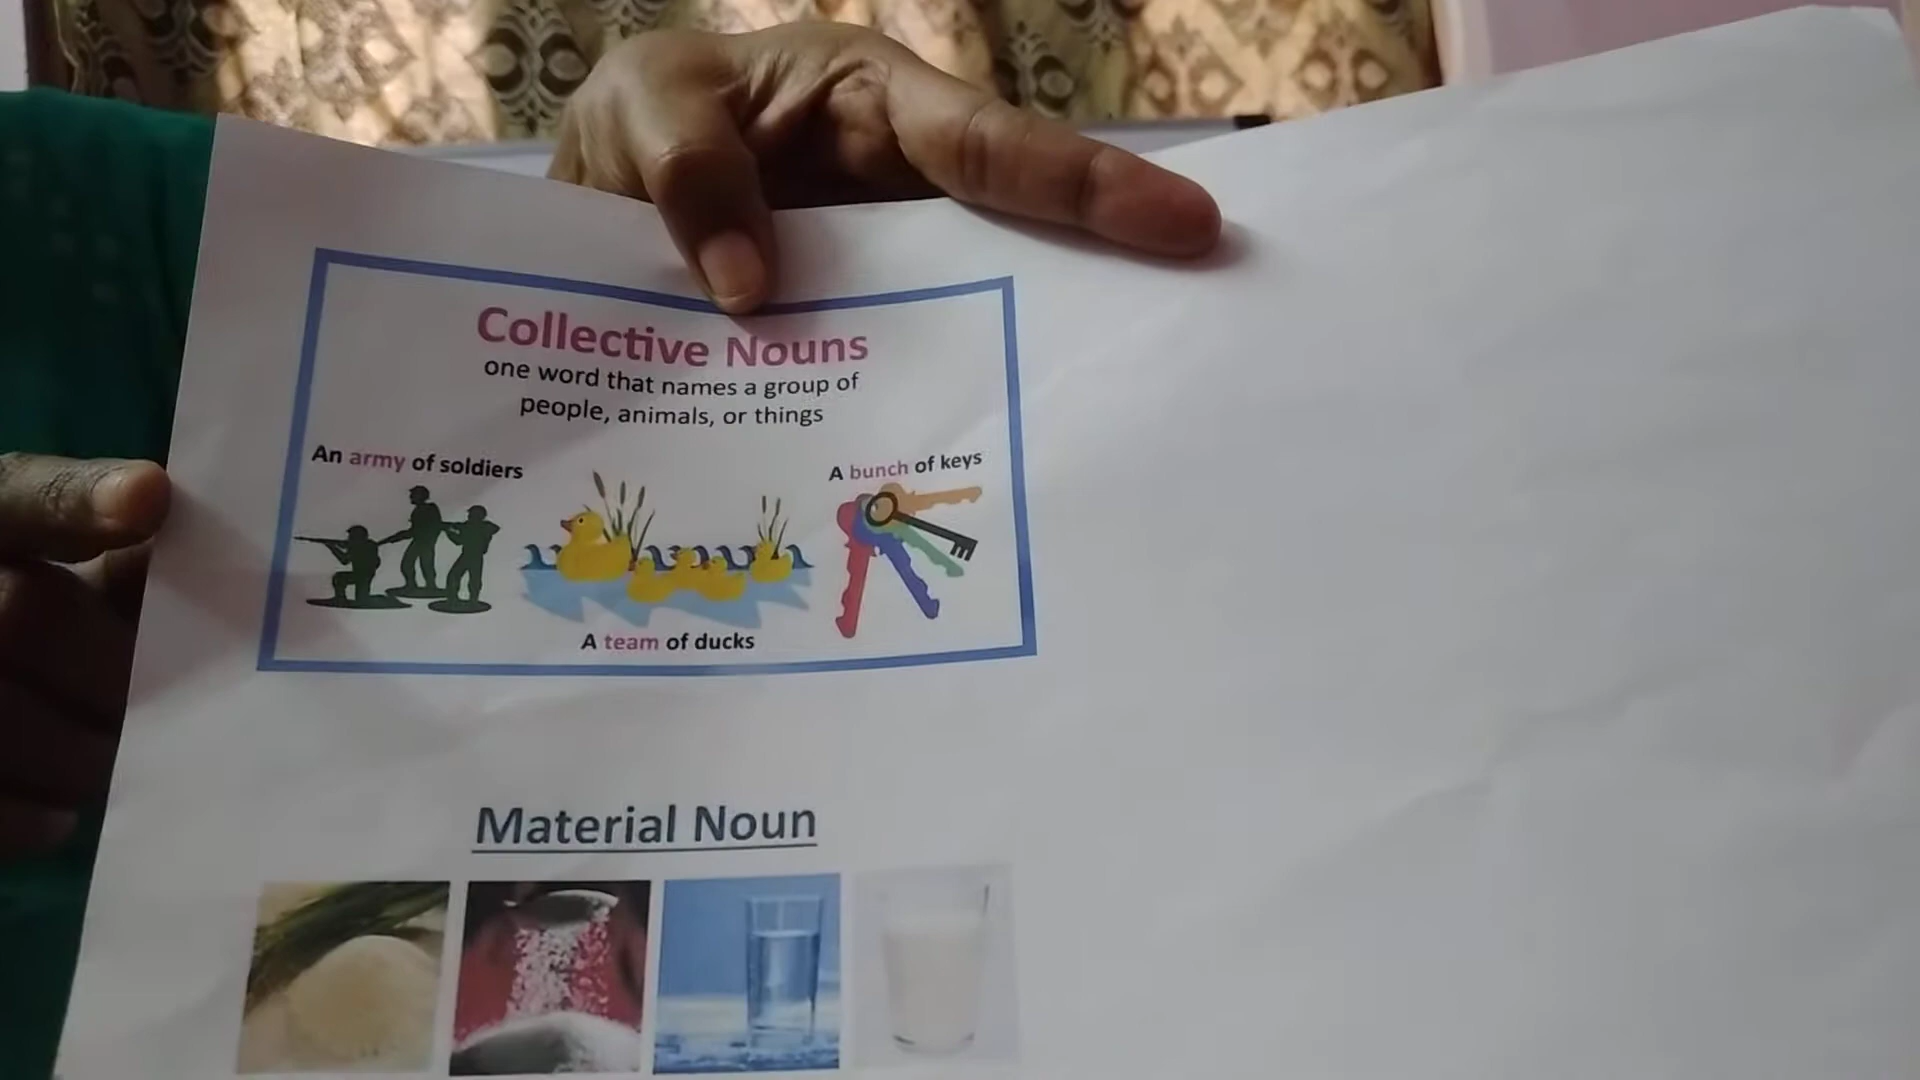 Collective Nouns
one word that names a group of
people, animals, or things
An army of soldiers
A bunch of keys
A team of ducks
Material Noun